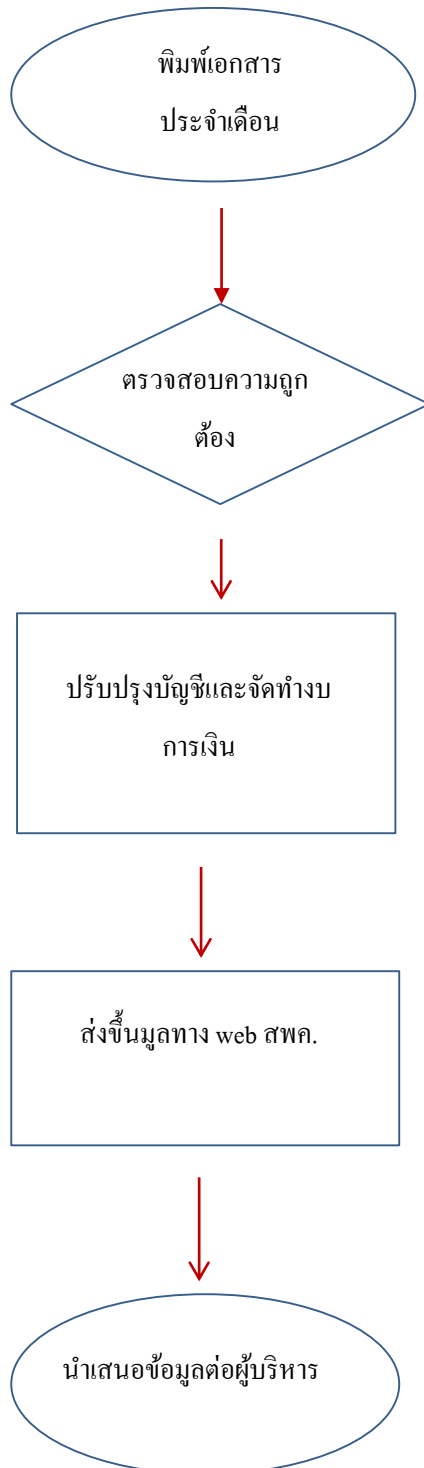 พิมพ์เอกสาร
ประจำเดือน
ตรวจสอบความถูก
ต้อง
ปรับปรุงบัญชีและจัดทำงบ
การเงิน
ส่งขึ้นมูลทาง web สพค.
นำเสนอข้อมูลต่อผู้บริหาร